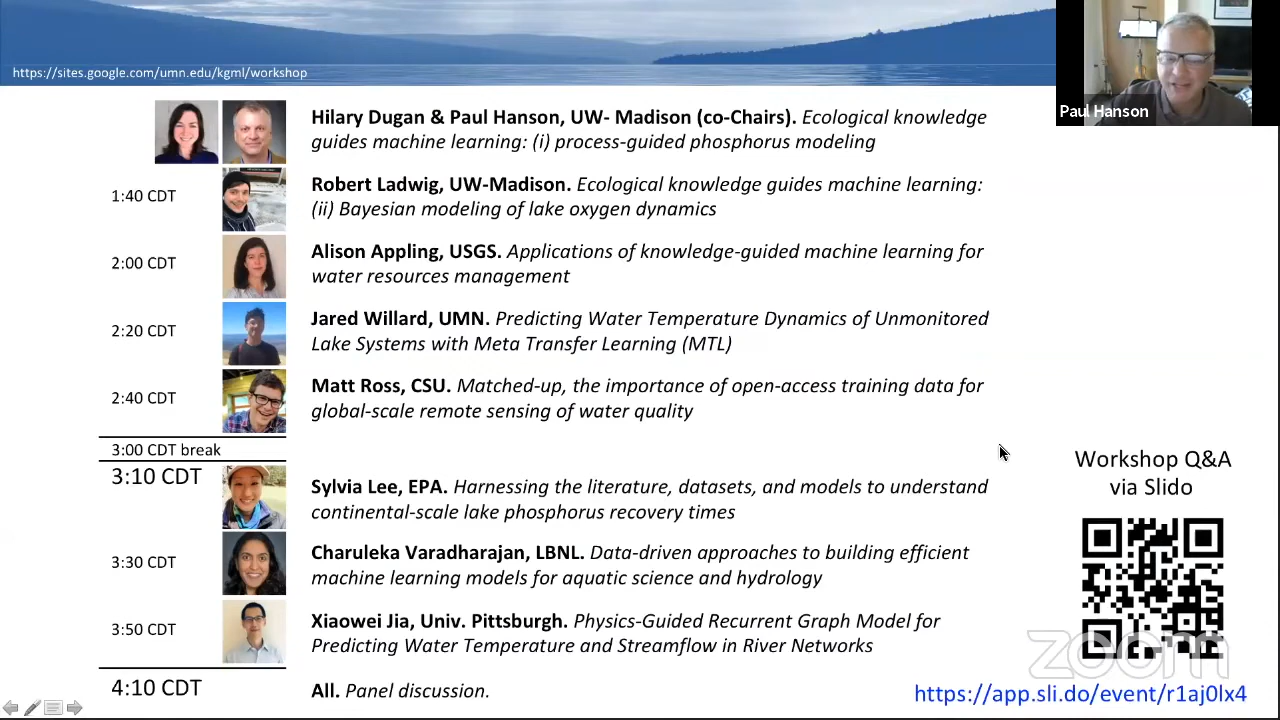 https://sites.google.com/umn.edu/kgml/workshop
Paul Hanson
Hilary Dugan & Paul Hanson, UW- Madison (co-Chairs). Ecological knowledge
guides machine learning: (i) process-guided phosphorus modeling
1:40 CDT
Robert Ladwig, UW-Madison. Ecological knowledge guides machine learning:
(ii) Bayesian modeling of lake oxygen dynamics
2:00 CDT
Alison Appling, USGS. Applications of knowledge-guided machine learning for
water resources management
2:20 CDT
Jared Willard, UMN. Predicting Water Temperature Dynamics of Unmonitored
Lake Systems with Meta Transfer Learning (MTL)
2:40 CDT
Matt Ross, CSU. Matched-up, the importance of open-access training data for
global-scale remote sensing of water quality
3:00 CDT break
3:10 CDT
Sylvia Lee, EPA. Harnessing the literature, datasets, and models to understand
continental-scale lake phosphorus recovery times
3:30 CDT
Charuleka Varadharajan, LBNL. Data-driven approaches to building efficient
machine learning models for aquatic science and hydrology
3:50 CDT
Xiaowei Jia, Univ. Pittsburgh. Physics-Guided Recurrent Graph Model for
Predicting Water Temperature and Streamflow in River Networks
4:10 CDT
All. Panel discussion.
Workshop Q&A
via Slido
zoom
https://app.sli.do/event/r1aj0lx4